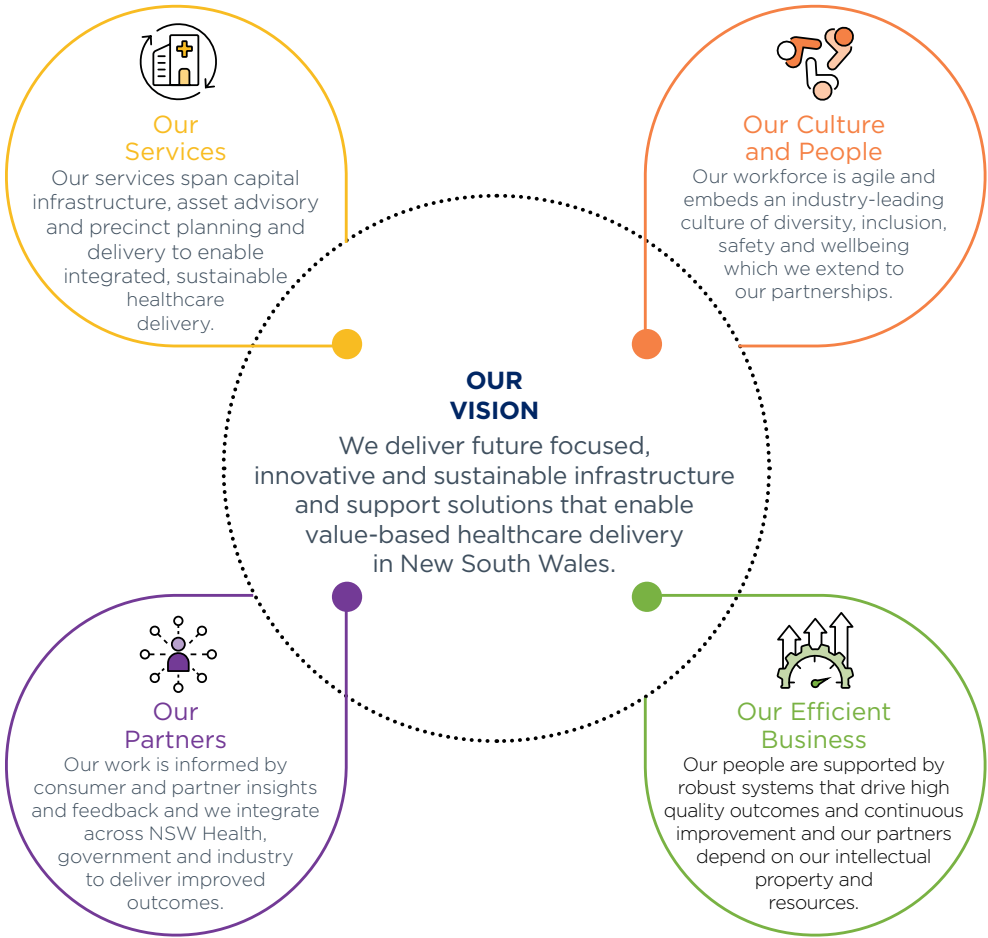 Our
Services
Our services span capital
infrastructure, asset advisory
and precinct planning and
delivery to enable
integrated, sustainable
healthcare
delivery.
Our Culture
and People
Our workforce is agile and
embeds an industry-leading
culture of diversity, inclusion,
safety and wellbeing
which we extend to
our partnerships.
OUR
VISION
We deliver future focused,
innovative and sustainable infrastructure
and support solutions that enable
value-based healthcare delivery
in New South Wales.
Our
Partners
Our work is informed by
consumer and partner insights
and feedback and we integrate
across NSW Health,
government and industry
to deliver improved
outcomes.
Our Efficient
Business
Our people are supported by
robust systems that drive high
quality outcomes and continuous
improvement and our partners
depend on our intellectual
property and
resources.